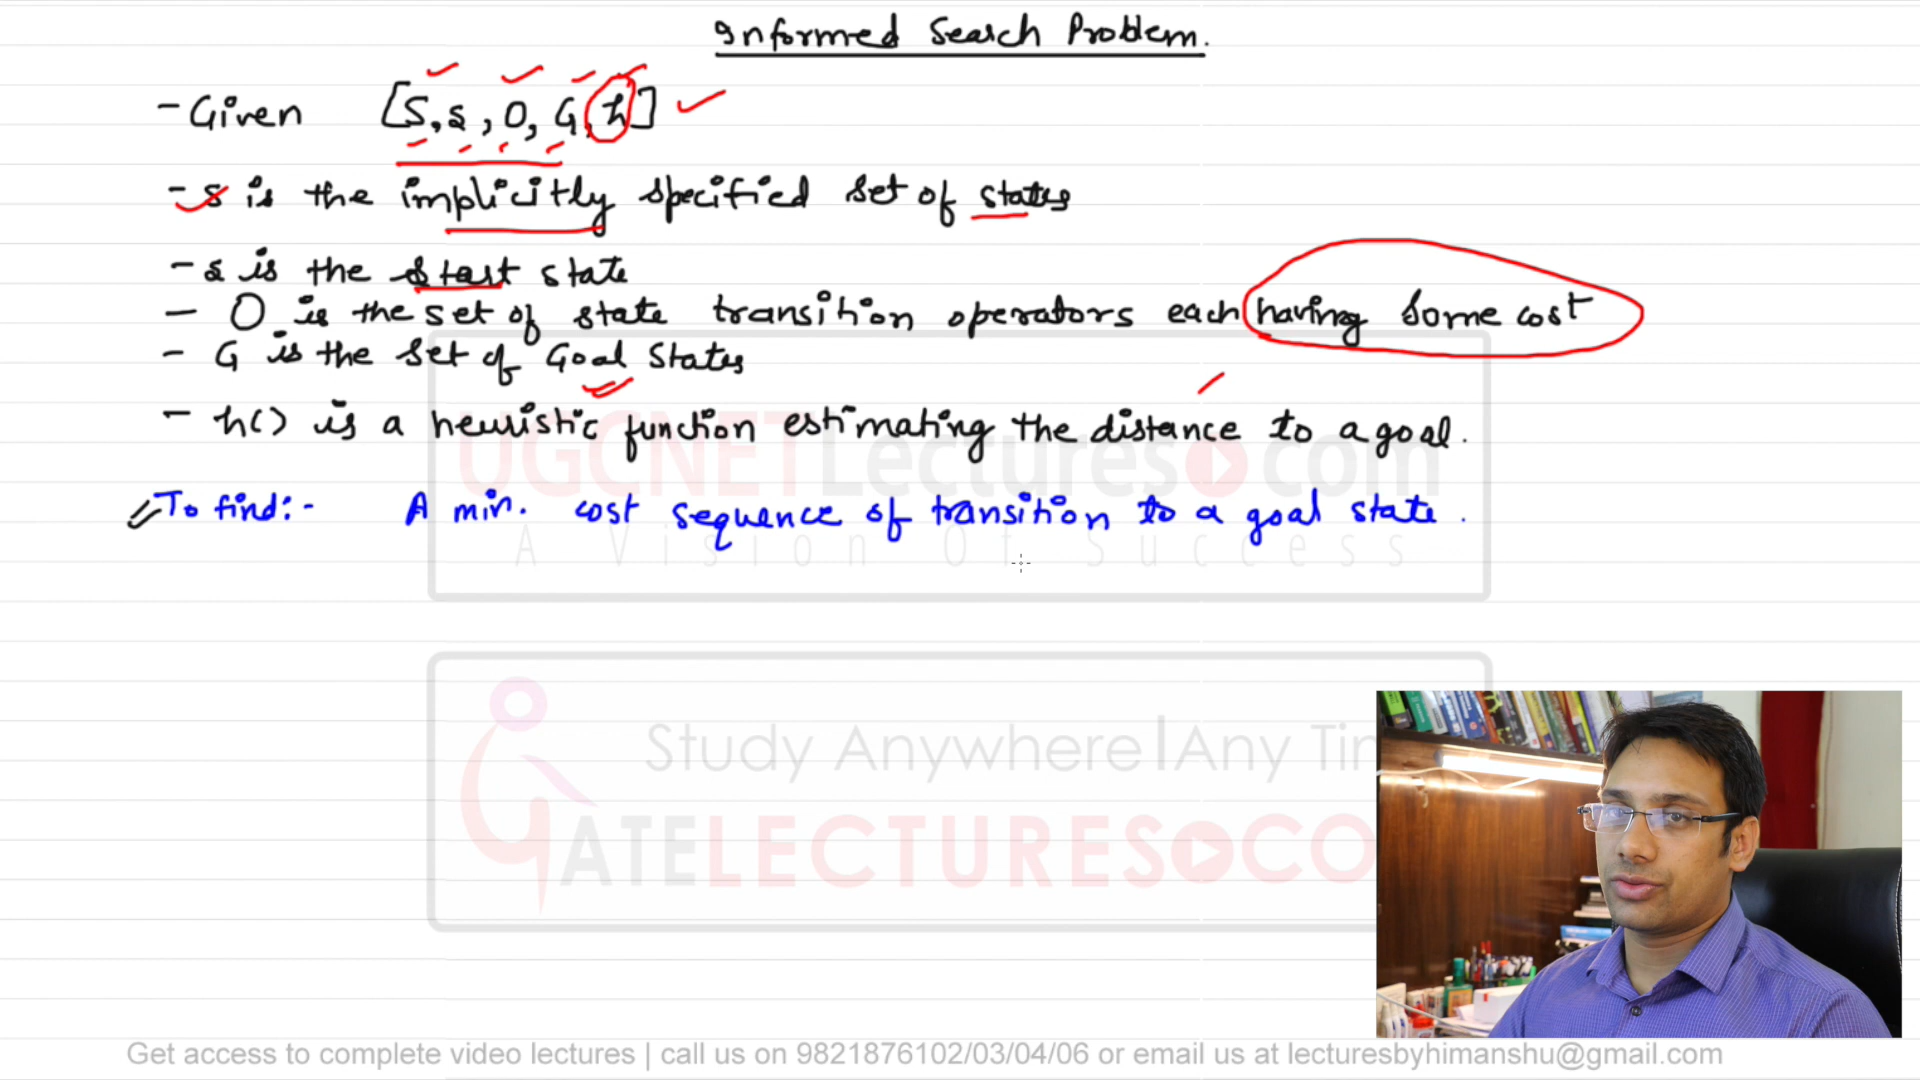 Informed Search Problem.
- Given [S, s, O, G, h]
- S is the implicitly specified set of states
- s is the start state
- O is the set of state transition operators each having some cost
- G is the set of Goal States
- h() is a heuristic function estimating the distance to a goal.
UGCNETLectures.com
To find:- A min. cost sequence of transition to a goal state.
A Vision Of Success
Study Anywhere|Any Tim
GATELECTURES.CO
Get access to complete video lectures | call us on 9821876102/03/04/06 or email us at lecturesbyhimanshu@gmail.com